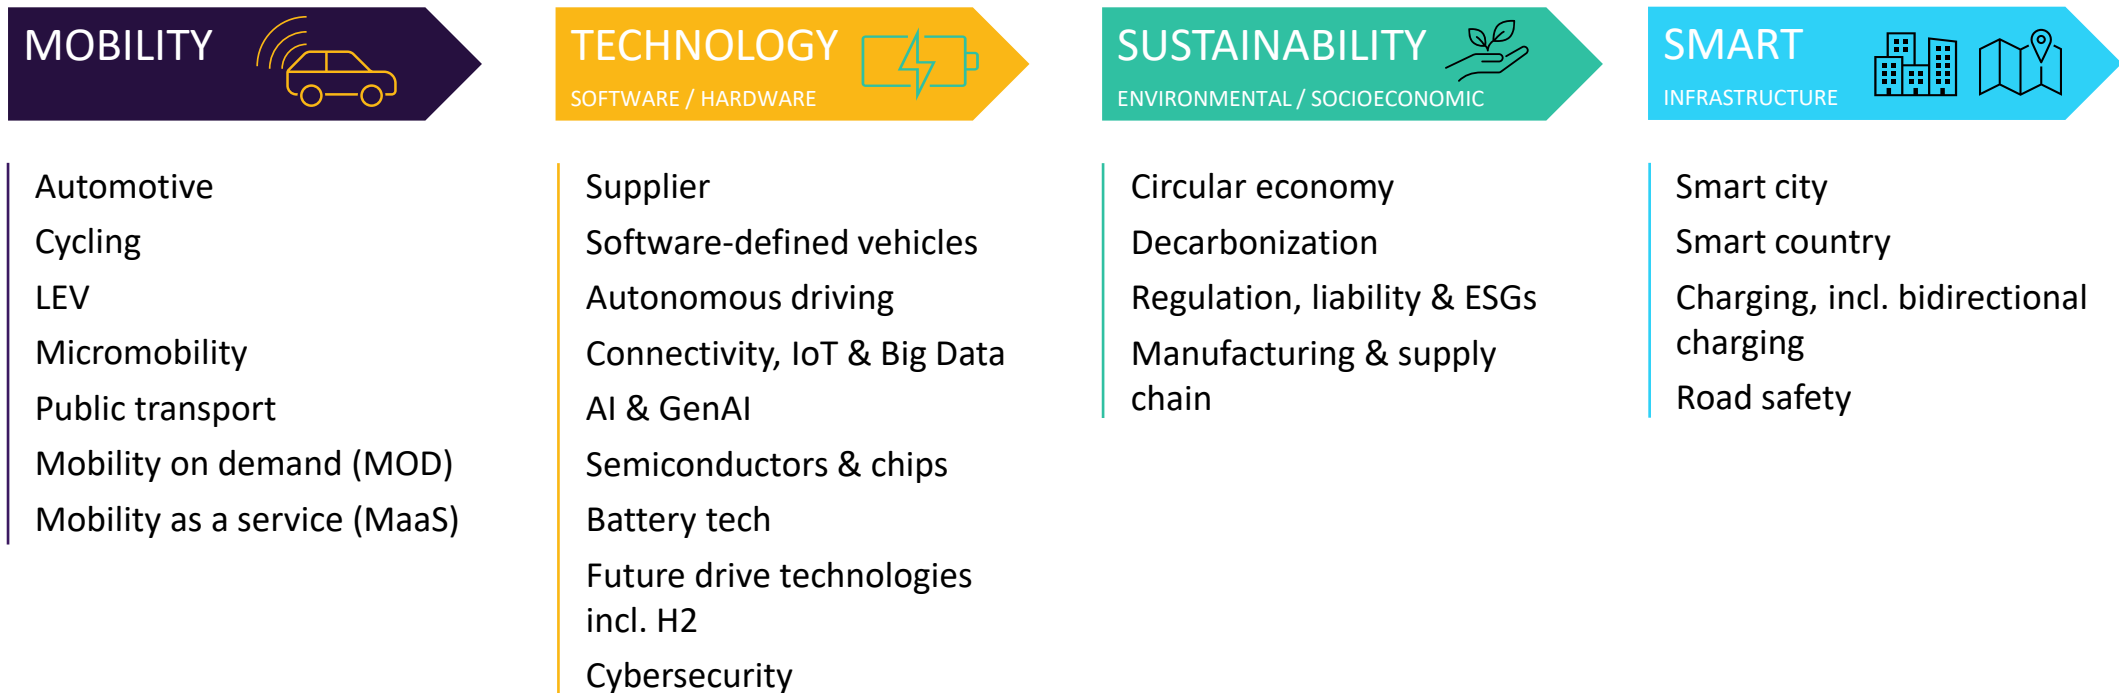 MOBILITY
Automotive
Cycling
LEV
Micromobility
Public transport
Mobility on demand (MOD)
Mobility as a service (MaaS)
TECHNOLOGY
SOFTWARE / HARDWARE
Supplier
Software-defined vehicles
Autonomous driving
Connectivity, IoT & Big Data
AI & GenAI
Semiconductors & chips
Battery tech
Future drive technologies
incl. H2
Cybersecurity
SUSTAINABILITY
ENVIRONMENTAL / SOCIOECONOMIC
Circular economy
Decarbonization
Regulation, liability & ESGs
Manufacturing & supply
chain
SMART
INFRASTRUCTURE
Smart city
Smart country
Charging, incl. bidirectional
charging
Road safety